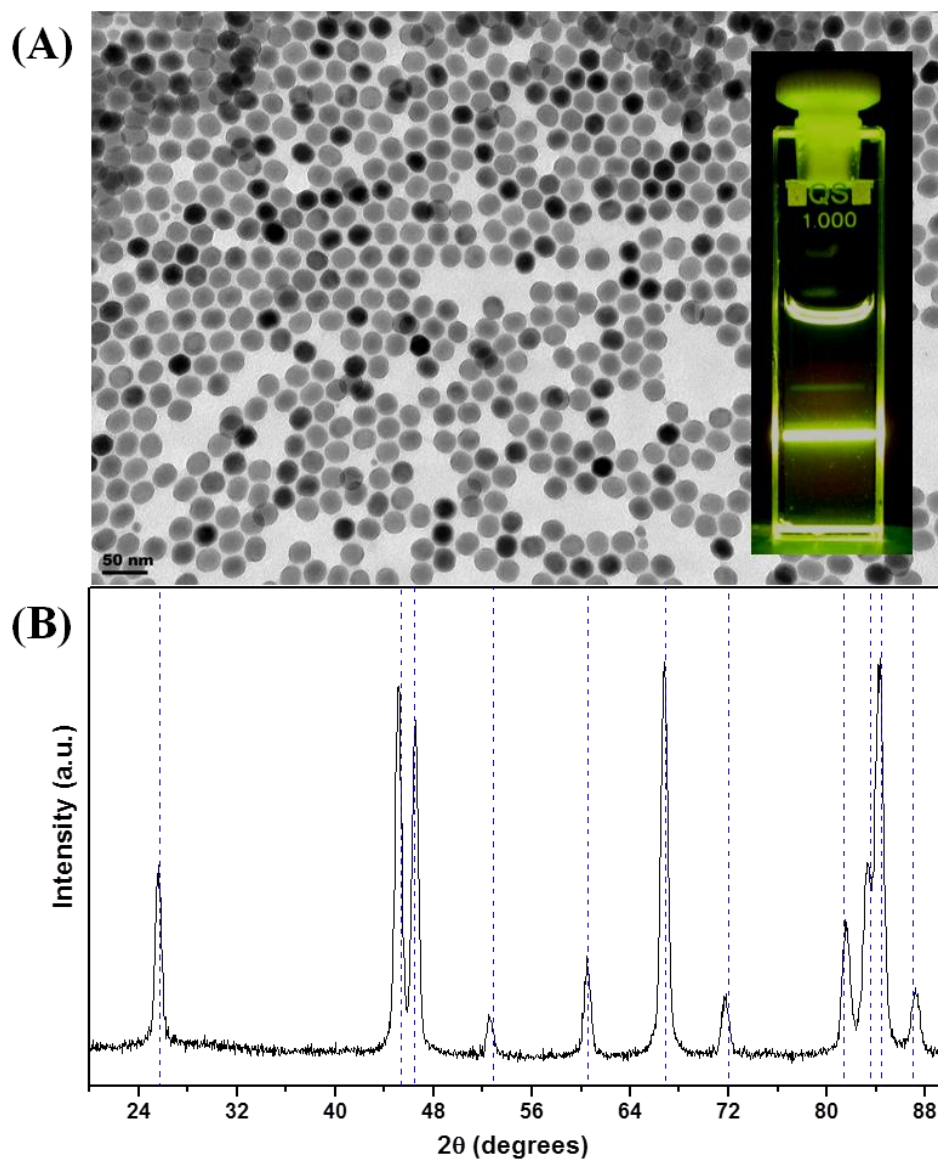 (A)
QS
1.000
50 nm
(B)
Intensity (a.u.)
24 32 40 48 56 64 72 80 88
2θ (degrees)